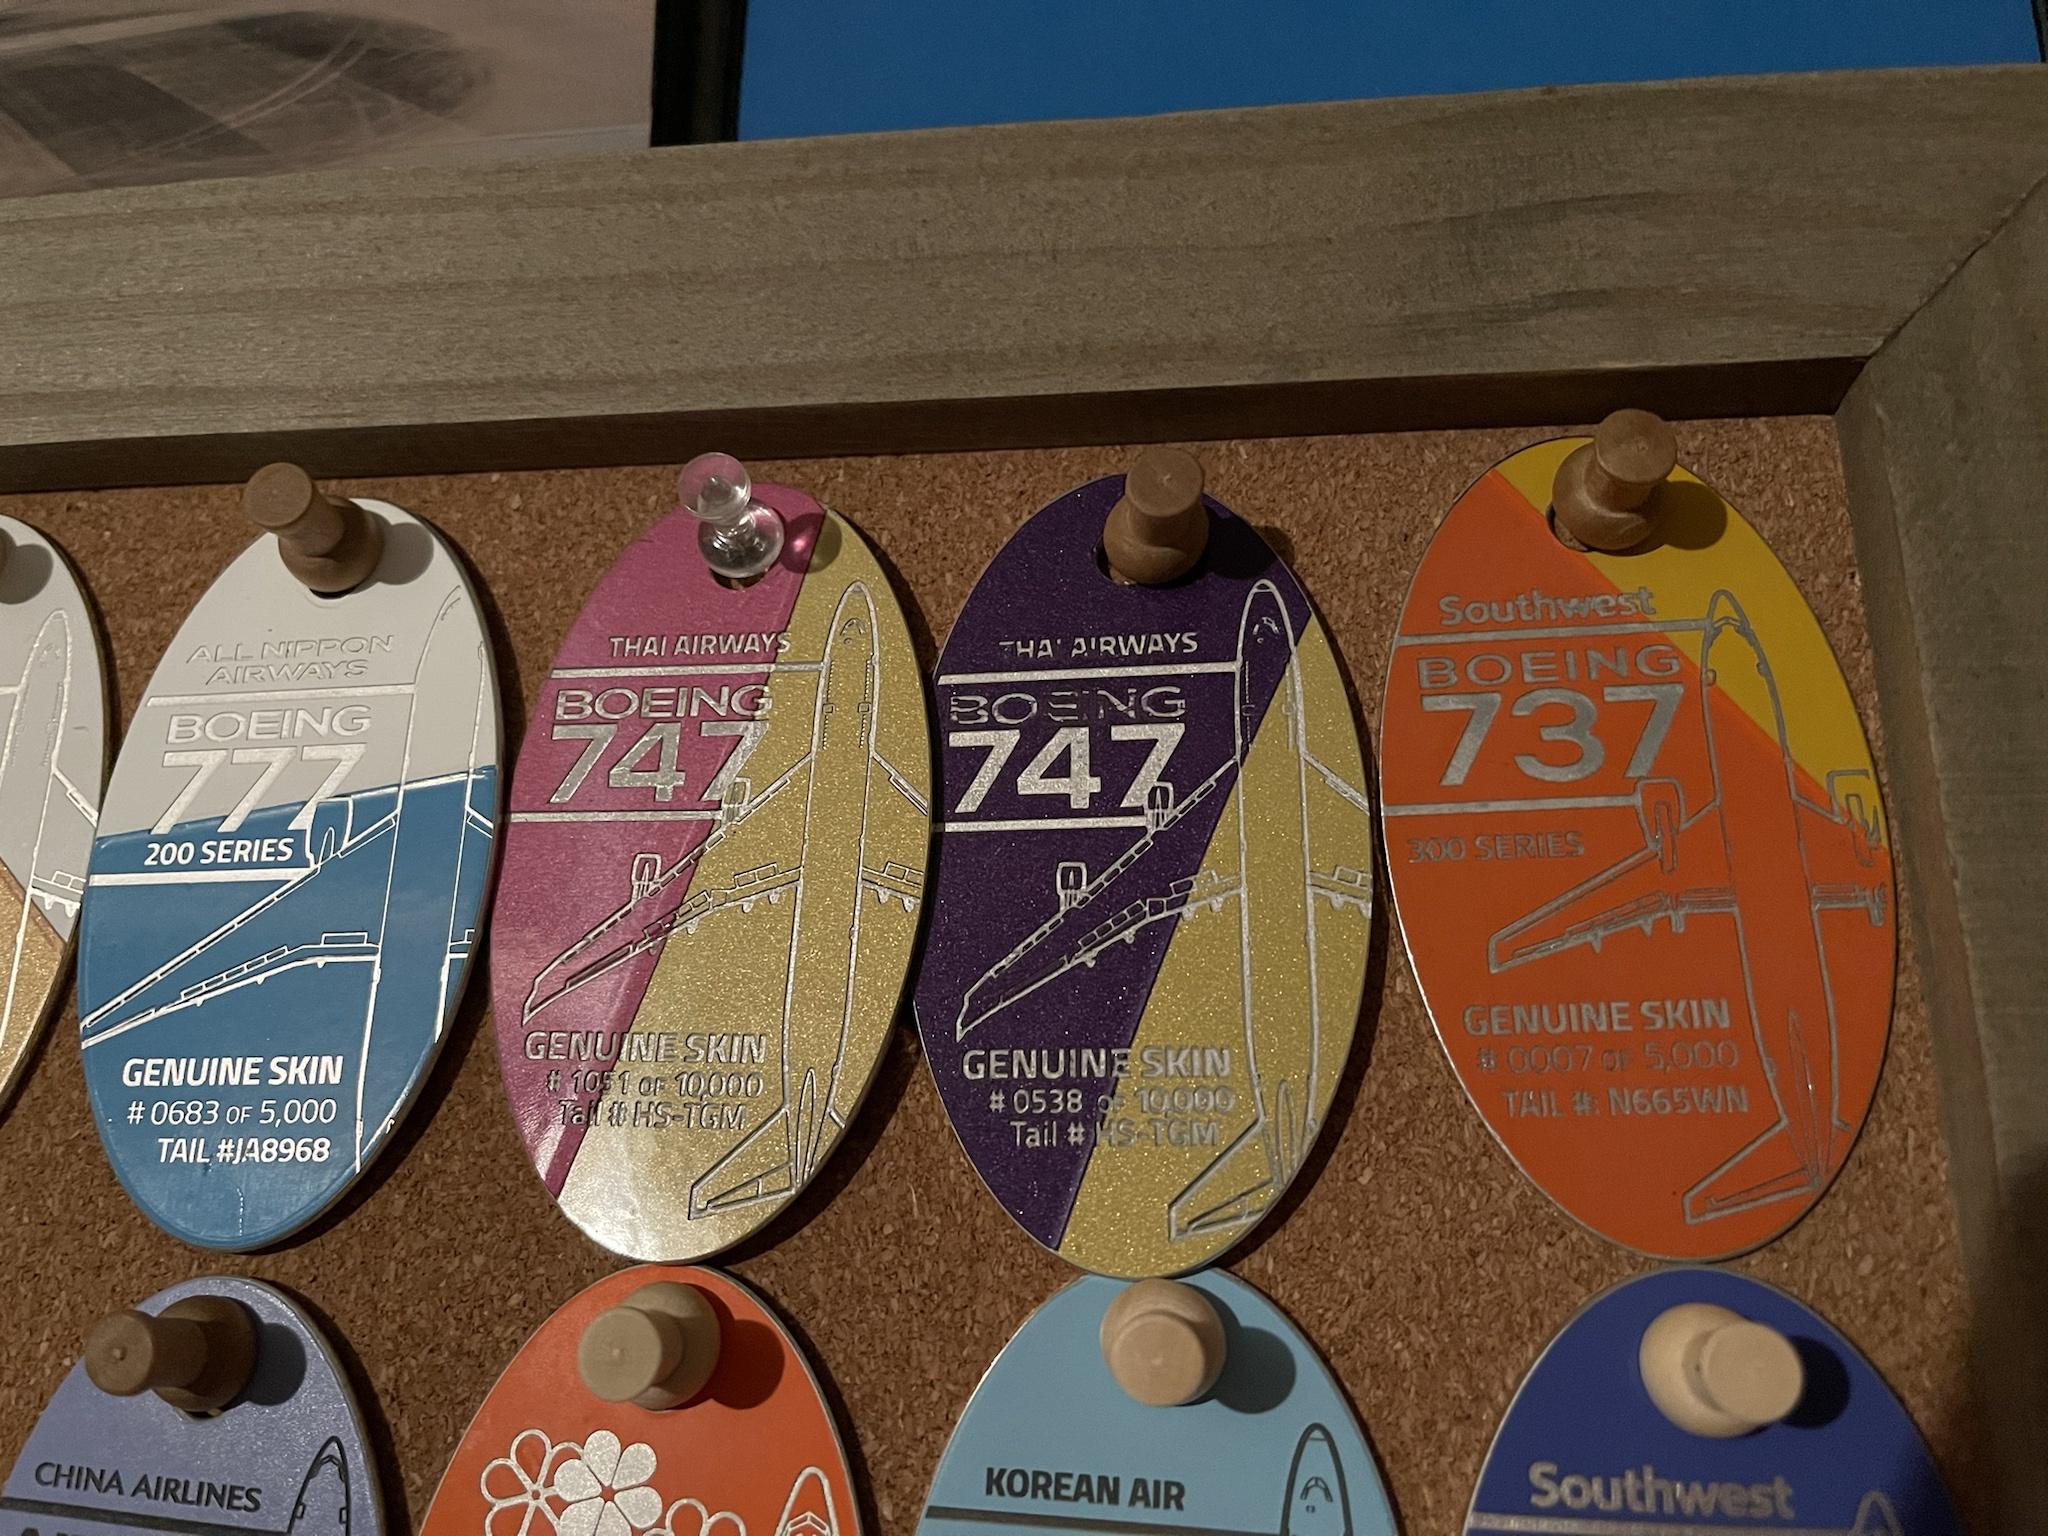 ALL NIPPON
AIRWAYS
BOEING
777
200 SERIES
GENUINE SKIN
# 0683 OF 5,000
TAIL #JA8968
THAI AIRWAYS
BOEING
747
GENUINE SKIN
# 1051 OF 10,000
Tail # HS-TGM
THAI AIRWAYS
BOEING
747
GENUINE SKIN
# 0538 OF 10,000
Tail # HS-TGM
Southwest
BOEING
737
300 SERIES
GENUINE SKIN
# 0007 OF 5,000
TAIL #: N665WN
CHINA AIRLINES
KOREAN AIR
Southwest